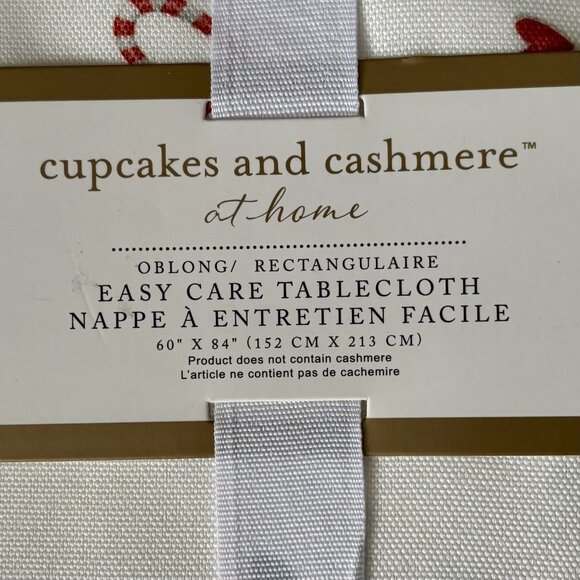 cupcakes and cashmere™
at home
OBLONG/ RECTANGULAIRE
EASY CARE TABLECLOTH
NAPPE À ENTRETIEN FACILE
60" X 84" (152 CM X 213 CM)
Product does not contain cashmere
L'article ne contient pas de cachemire